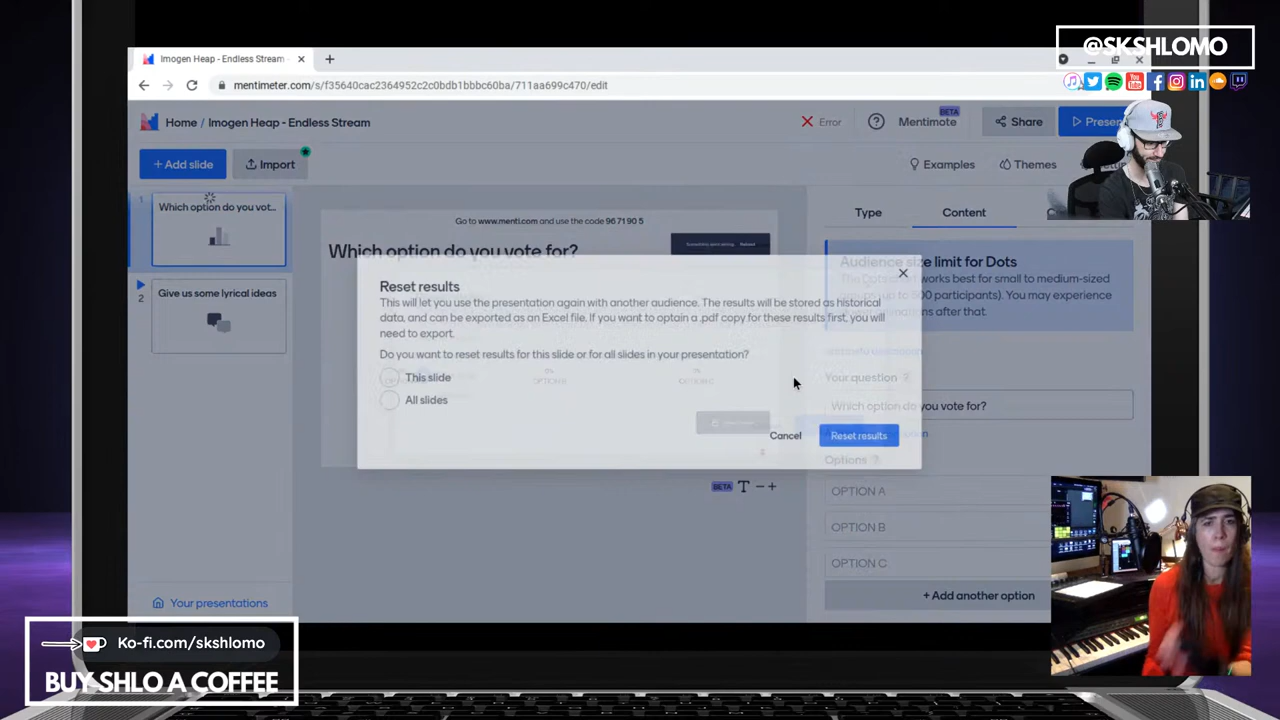 @SKSHLOMO
Imogen Heap - Endless Stream
mentimeter.com/s/f35640cac2364952c2c0bdb1bbbc60ba/711aa699c470/edit
Home / Imogen Heap - Endless Stream
Error
Mentimote
BETA
Share
Presen
+ Add slide
Import
Examples
Themes
1
Which option do you vot...
2
Give us some lyrical ideas
Your presentations
Go to www.menti.com and use the code 96 71 90 5
Which option do you vote for?
Reset results
This will let you use the presentation again with another audience. The results will be stored as historical
data, and can be exported as an Excel file. If you want to optain a .pdf copy for these results first, you will
need to export.
Do you want to reset results for this slide or for all slides in your presentation?
This slide
All slides
Cancel
Reset results
BETA T − +
Type
Content
Audience size limit for Dots
Your question
Which option do you vote for?
Options
OPTION A
OPTION B
OPTION C
+ Add another option
Ko-fi.com/skshlomo
BUY SHLO A COFFEE